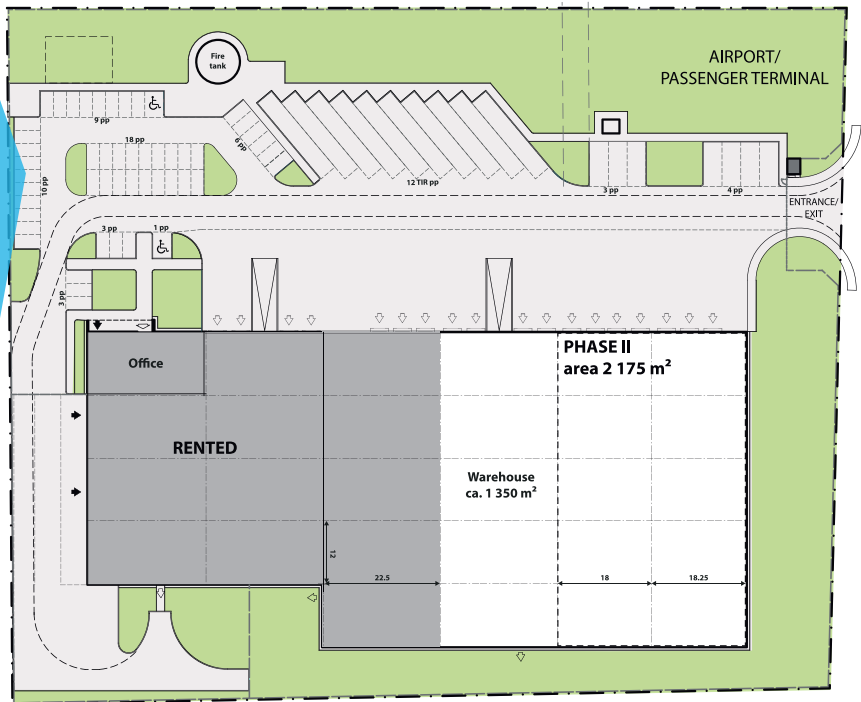 Fire
tank
AIRPORT/
PASSENGER TERMINAL
9 pp
18 pp
6 pp
10 pp
12 TIR pp
3 pp
4 pp
ENTRANCE/
EXIT
3 pp
1 pp
3 pp
Office
PHASE II
area 2 175 m²
RENTED
Warehouse
ca. 1 350 m²
12
22.5
18
18.25